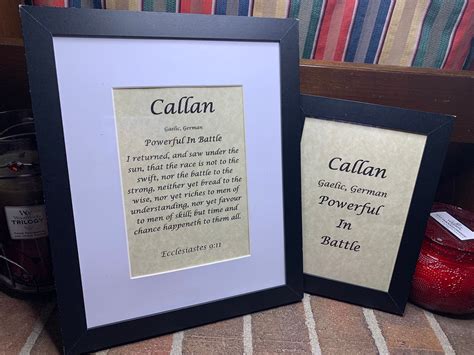 Callan
Gaelic, German
Powerful In Battle
I returned, and saw under the
sun, that the race is not to the
swift, nor the battle to the
strong, neither yet bread to the
wise, nor yet riches to men of
understanding, nor yet favour
to men of skill; but time and
chance happeneth to them all.
Ecclesiastes 9:11
Callan
Gaelic, German
Powerful
In
Battle
TRILOGY